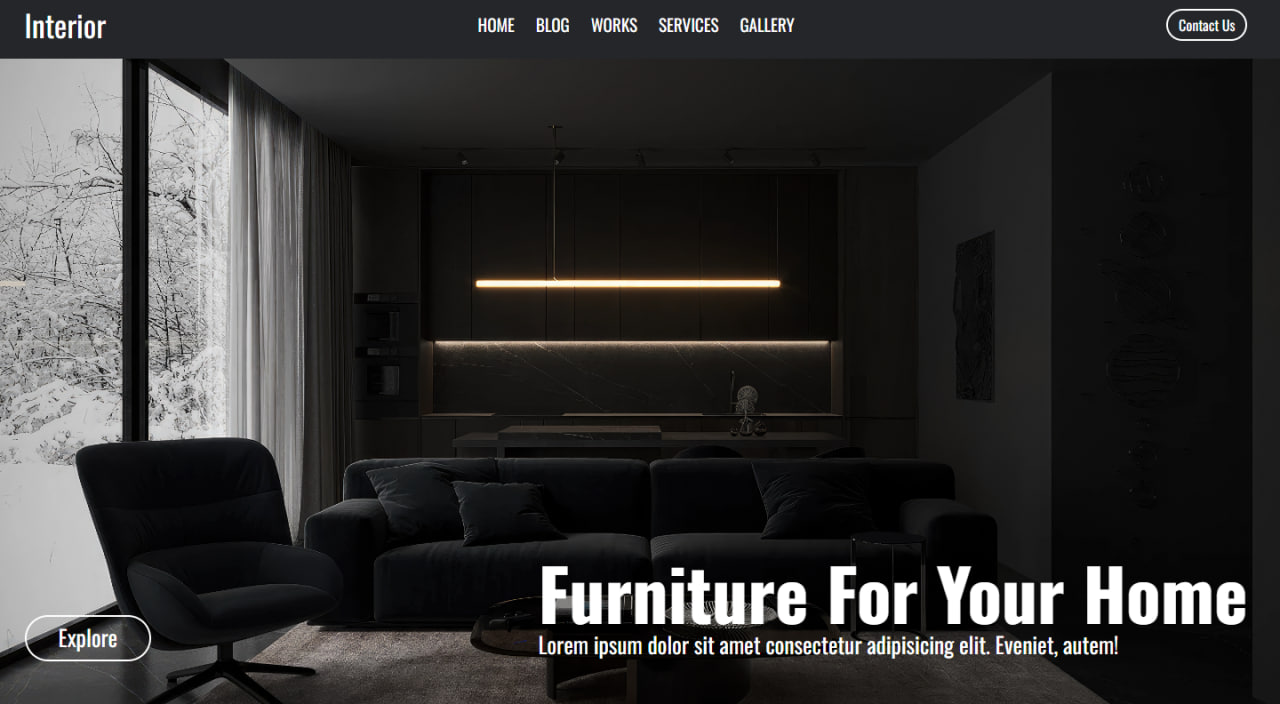 Interior
HOME BLOG WORKS SERVICES GALLERY
Contact Us
Furniture For Your Home
Explore
Lorem ipsum dolor sit amet consectetur adipisicing elit. Eveniet, autem!